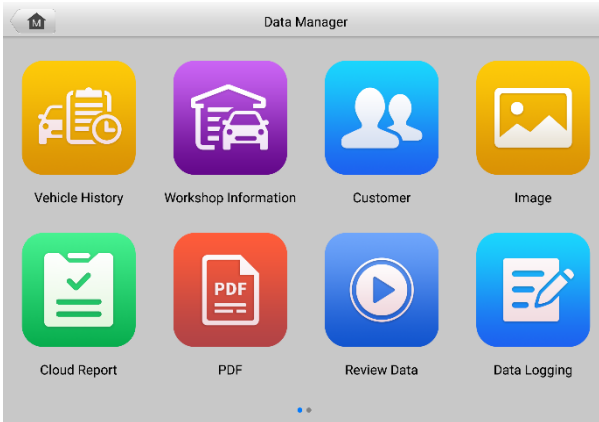 M
Data Manager
Vehicle History
Workshop Information
Customer
Image
PDF
Cloud Report
PDF
Review Data
Data Logging